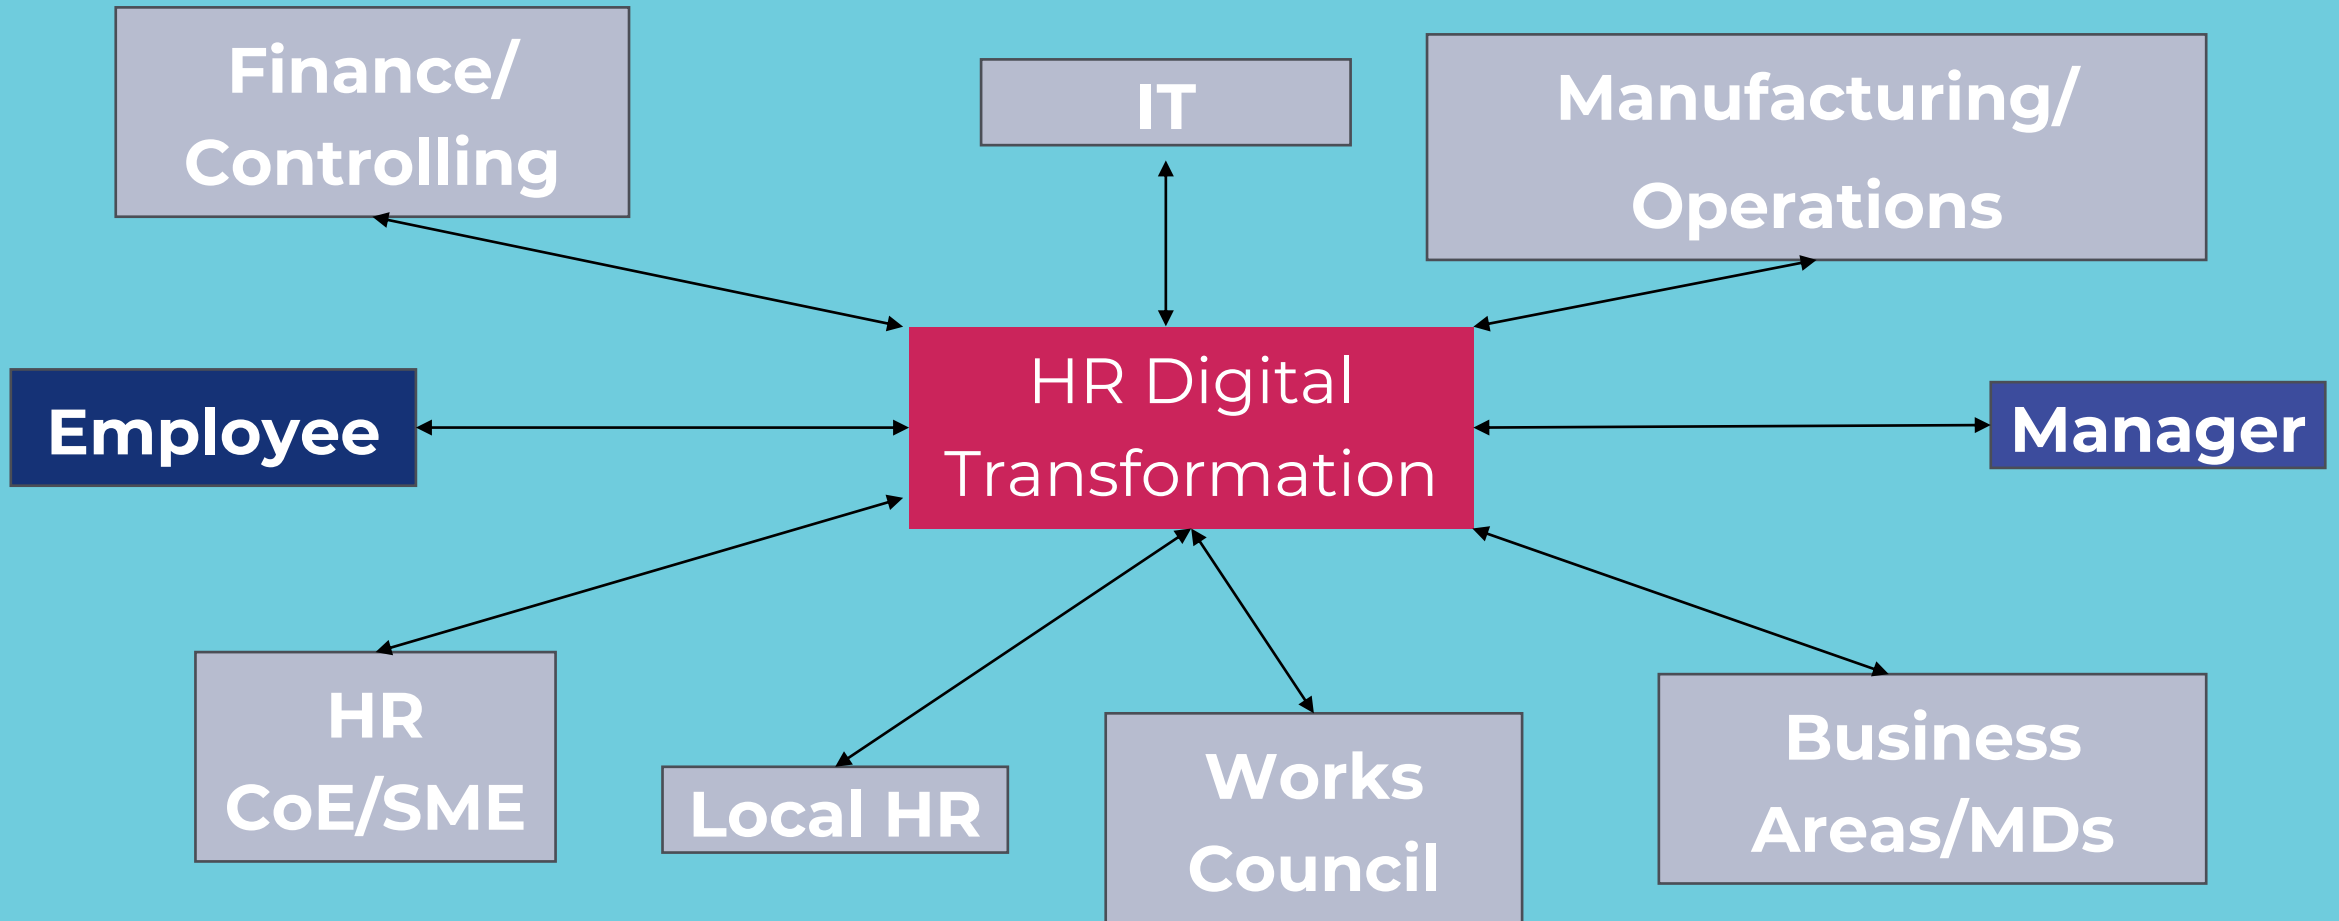 Finance/
Controlling
IT
Manufacturing/
Operations
Employee
HR Digital
Transformation
Manager
HR
CoE/SME
Local HR
Works
Council
Business
Areas/MDs